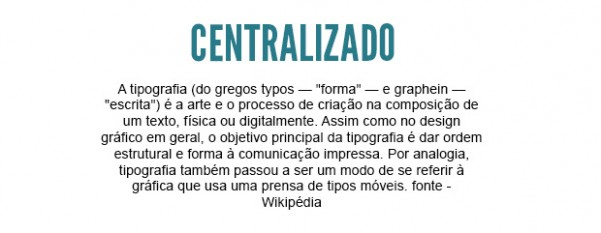 CENTRALIZADO
A tipografia (do gregos typos — "forma" — e graphein —
"escrita") é a arte e o processo de criação na composição de
um texto, física ou digitalmente. Assim como no design
gráfico em geral, o objetivo principal da tipografia é dar ordem
estrutural e forma à comunicação impressa. Por analogia,
tipografia também passou a ser um modo de se referir à
gráfica que usa uma prensa de tipos móveis. fonte -
Wikipédia